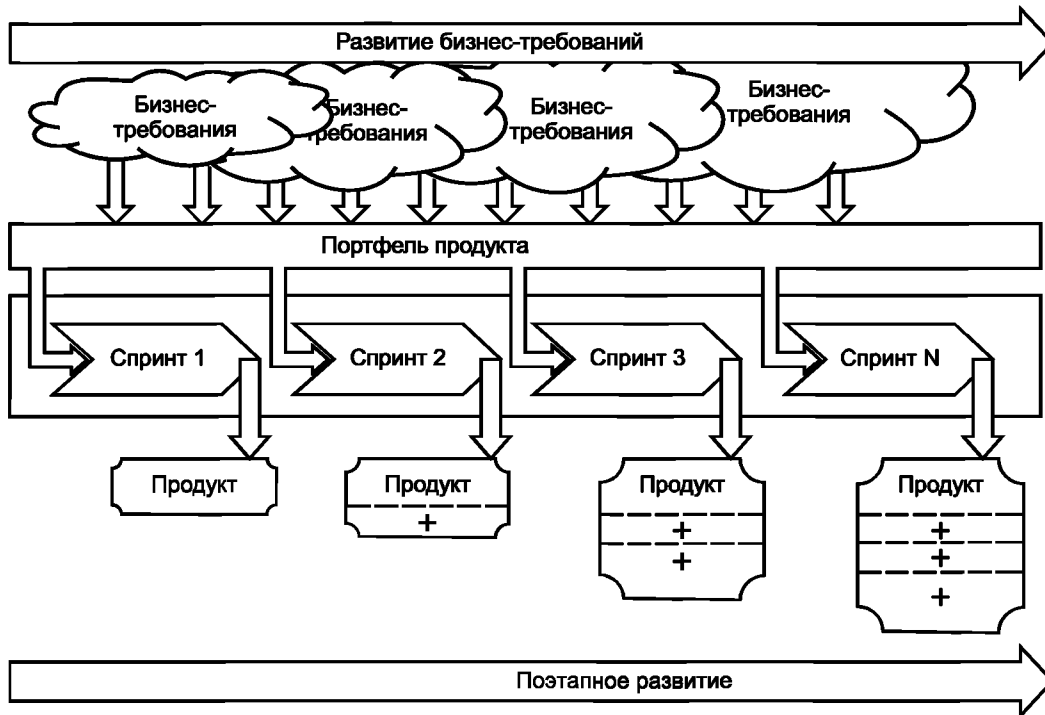 Развитие бизнес-требований
Бизнес-
требования
Бизнес-
требования
Бизнес-
требования
Бизнес-
требования
Портфель продукта
Спринт 1
Спринт 2
Спринт 3
Спринт N
Продукт
Продукт
+
Продукт
+
+
Продукт
+
+
+
Поэтапное развитие